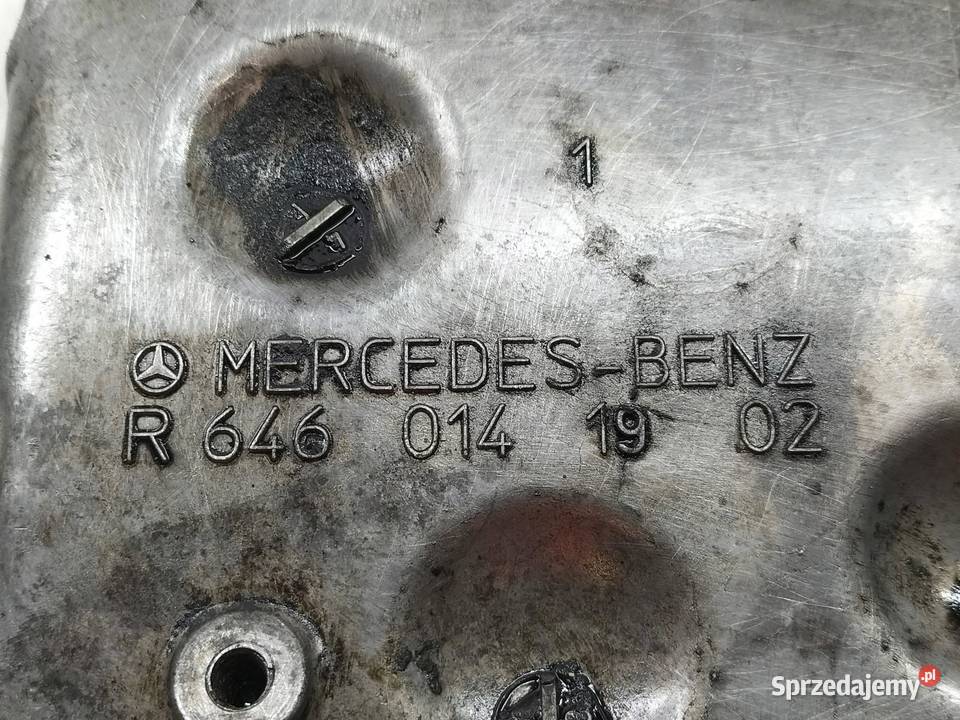 1
MERCEDES-BENZ
R 646 014 19 02
Sprzedajemy.pl